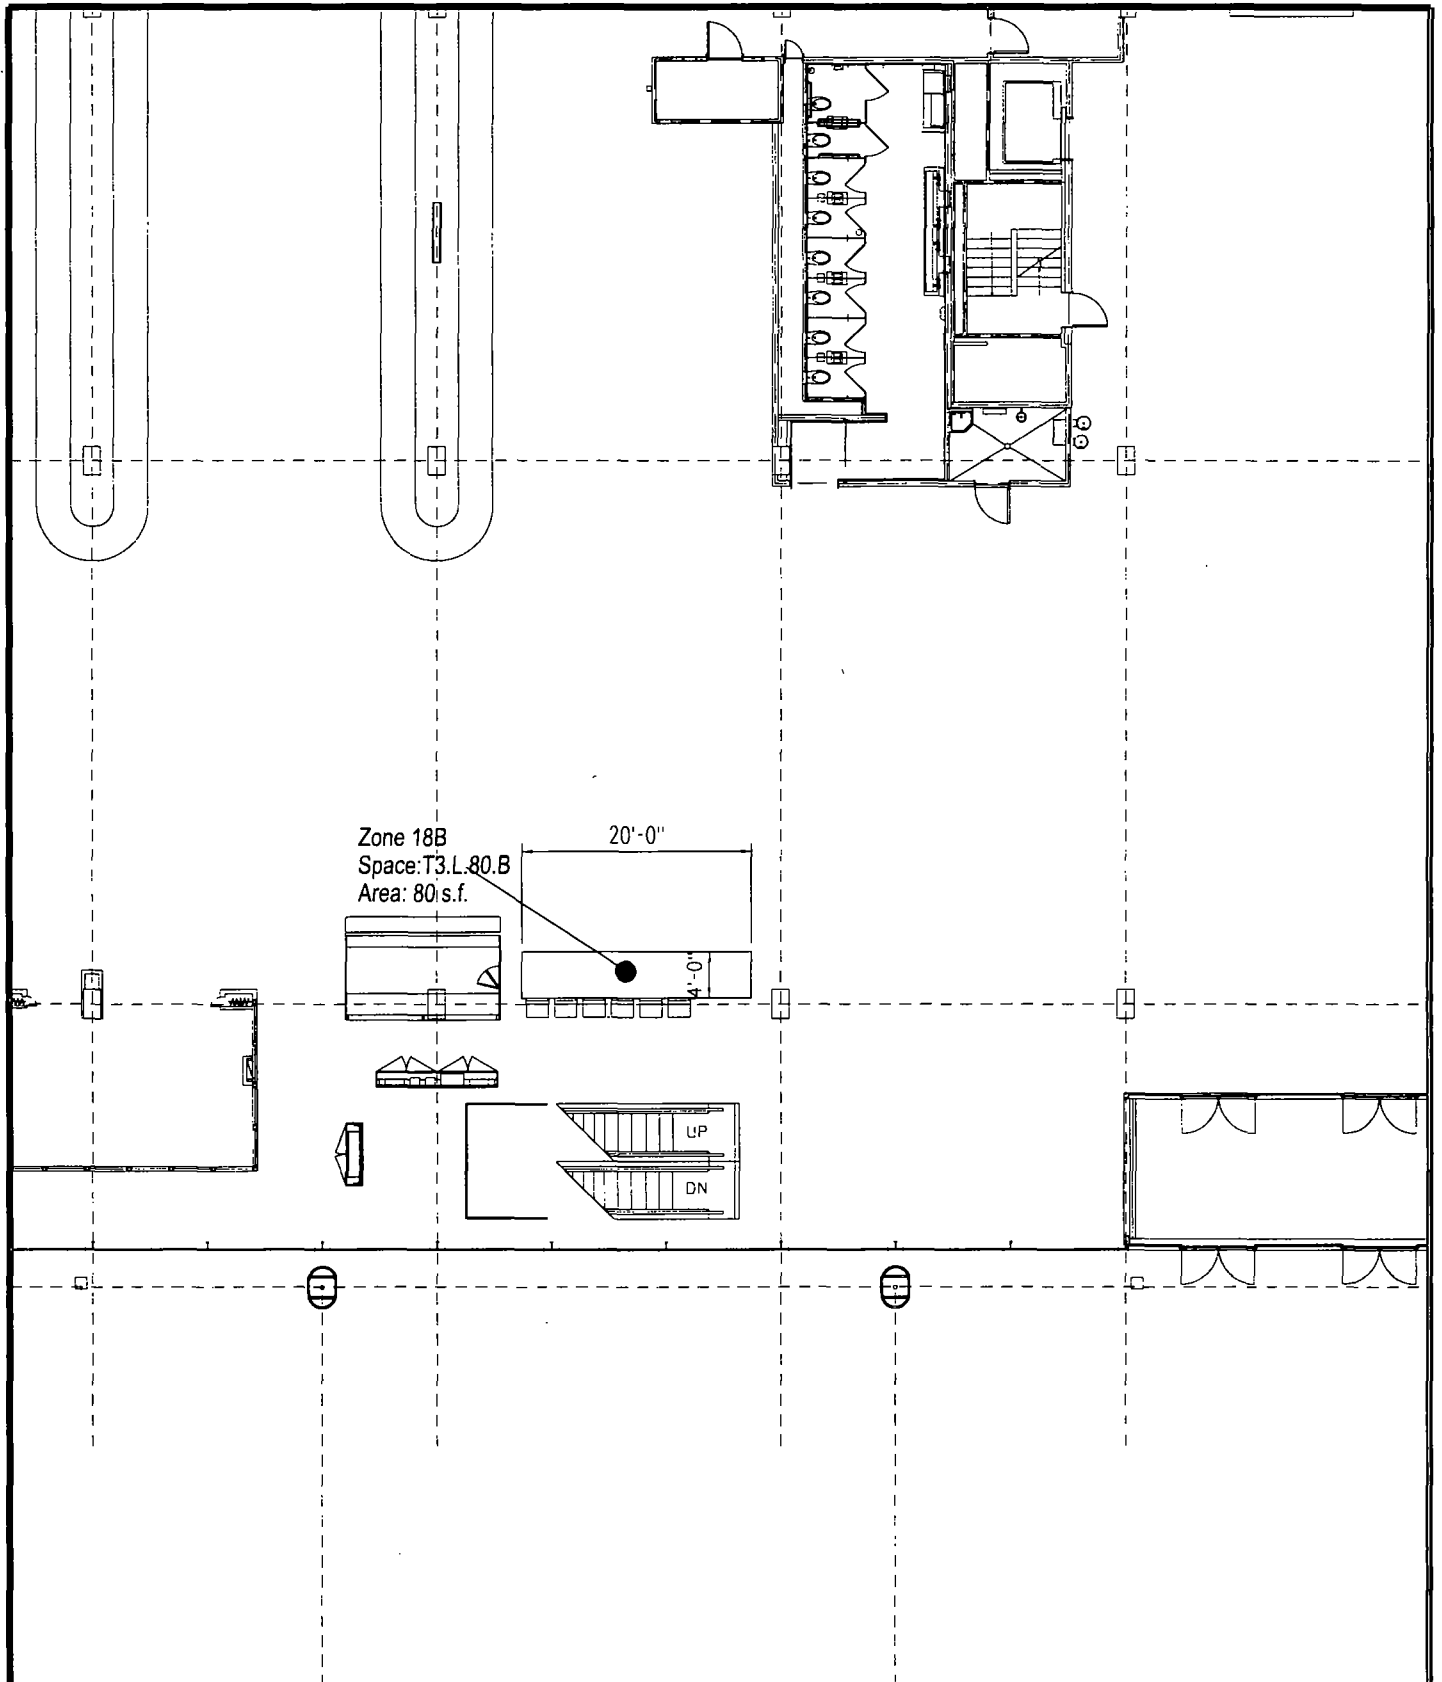 Zone 18B
Space:T3.L.80.B
Area: 80 s.f.
20'-0"
4'-0"
UP
DN